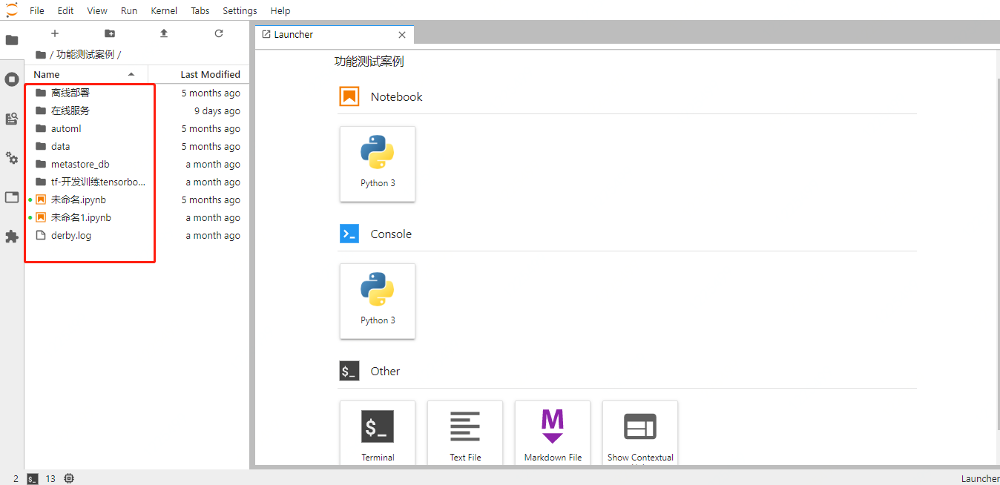 File Edit View Run Kernel Tabs Settings Help
/ 功能测试案例 /
Name Last Modified
离线部署 5 months ago
在线服务 9 days ago
automl 5 months ago
data 5 months ago
metastore_db a month ago
tf-开发训练tensorbo... a month ago
未命名.ipynb 5 months ago
未命名1.ipynb a month ago
derby.log a month ago
Launcher
功能测试案例
Notebook
Python 3
Console
Python 3
$_ Other
$_
Terminal Text File Markdown File Show Contextual
2 $_ 13 Launcher